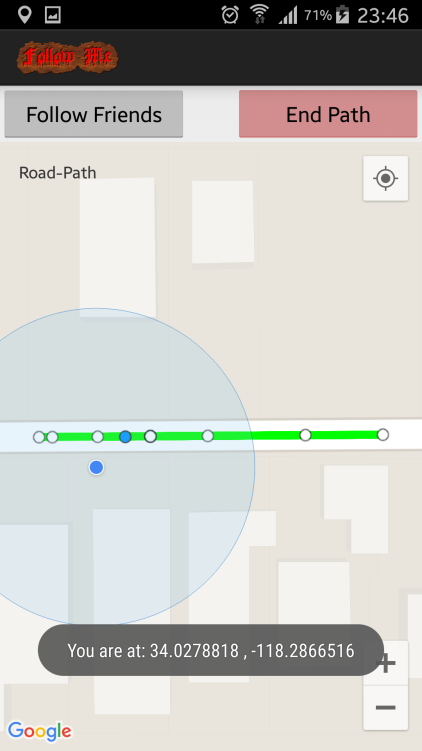 71% 23:46
Follow Me
Follow Friends End Path
Road-Path
You are at: 34.0278818 , -118.2866516
+
−
Google